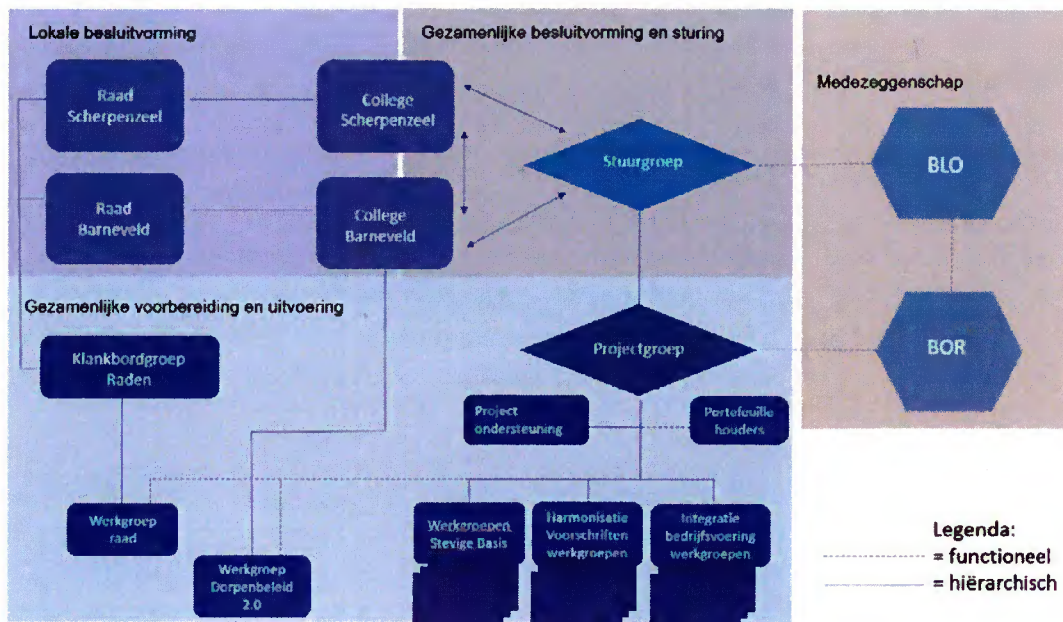 Lokale besluitvorming
Gezamenlijke besluitvorming en sturing
Medezeggenschap
Raad
Scherpenzeel
College
Scherpenzeel
Stuurgroep
BLO
Raad
Barneveld
College
Barneveld
Gezamenlijke voorbereiding en uitvoering
Klankbordgroep
Raden
Projectgroep
BOR
Project
ondersteuning
Portefeuille
houders
Werkgroep
raad
Werkgroep
Dorpenbeleid
2.0
Werkgroepen
Stevige Basis
Harmonisatie
Voorschriften
werkgroepen
Integratie
bedrijfsvoering
werkgroepen
Legenda:
= functioneel
= hiërarchisch